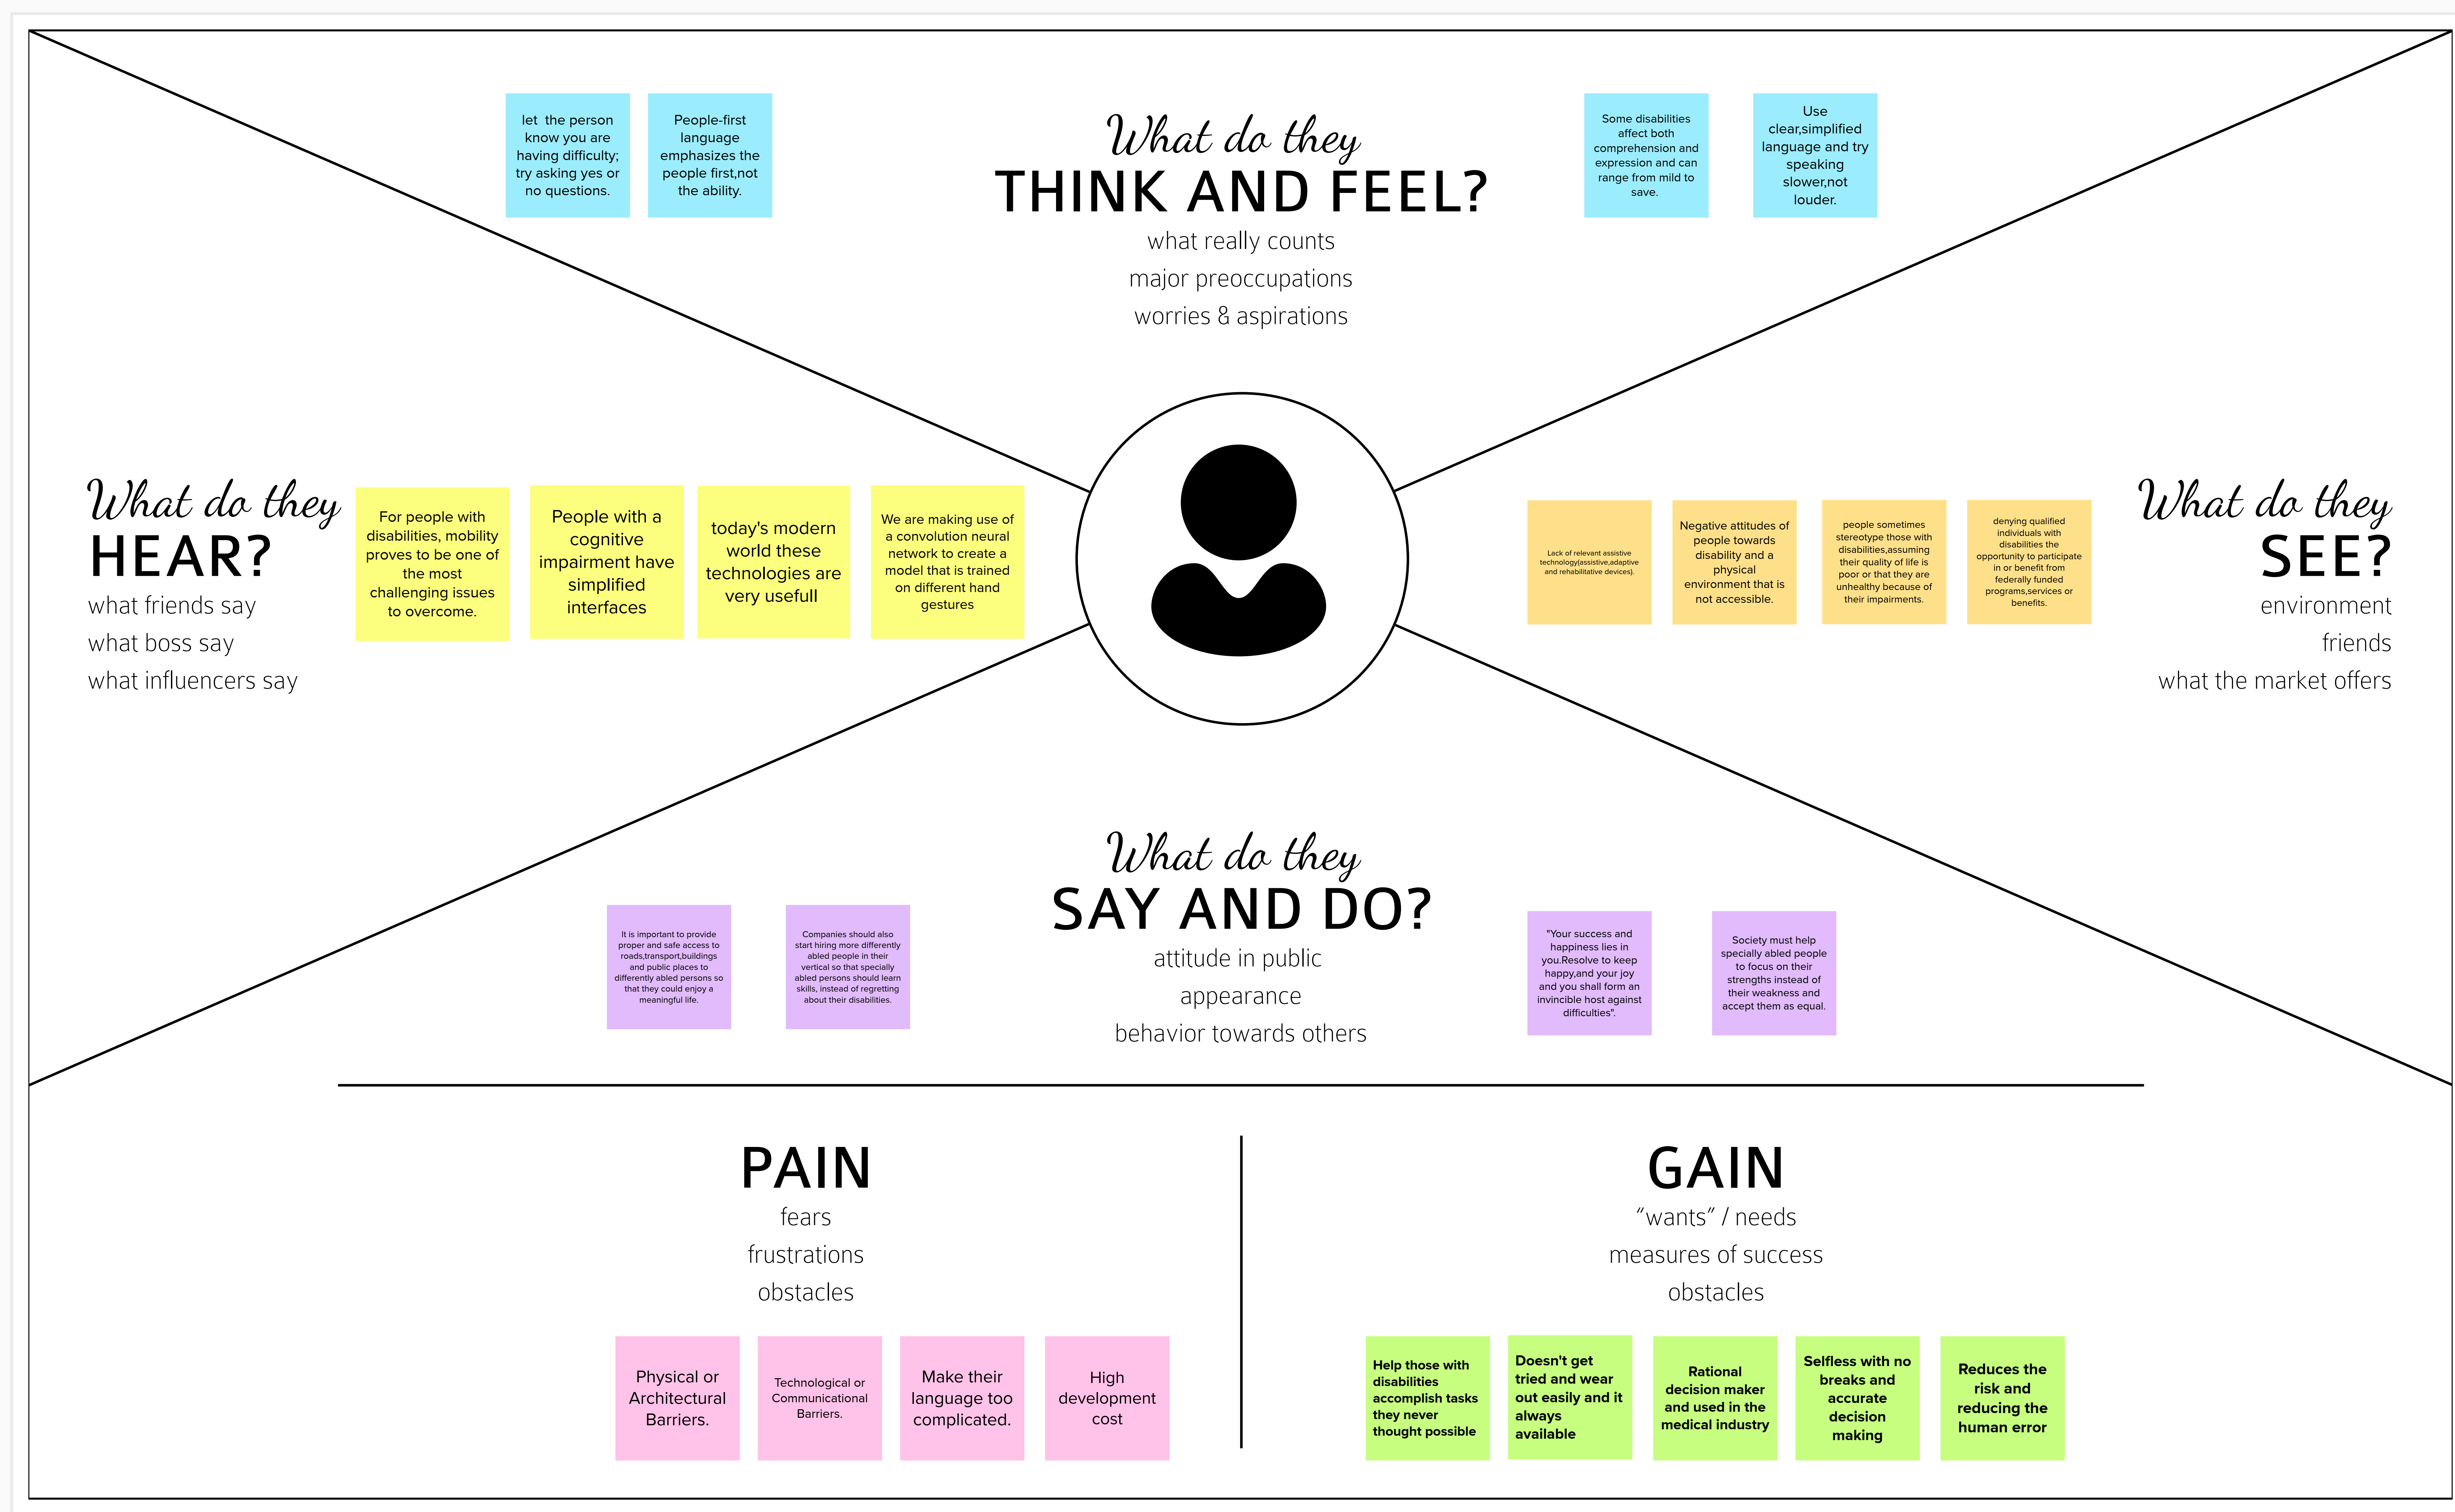 let the person
know you are
having difficulty;
try asking yes or
no questions.
People-first
language
emphasizes the
people first,not
the ability.
What do they
THINK AND FEEL?
what really counts
major preoccupations
worries & aspirations
Some disabilities
affect both
comprehension and
expression and can
range from mild to
save.
Use
clear,simplified
language and try
speaking
slower,not
louder.
What do they
HEAR?
what friends say
what boss say
what influencers say
For people with
disabilities, mobility
proves to be one of
the most
challenging issues
to overcome.
People with a
cognitive
impairment have
simplified
interfaces
today's modern
world these
technologies are
very usefull
We are making use of
a convolution neural
network to create a
model that is trained
on different hand
gestures
Lack of relevant assistive
technology(assistive,adaptive
and rehabilitative devices).
Negative attitudes of
people towards
disability and a
physical
environment that is
not accessible.
people sometimes
stereotype those with
disabilities,assuming
their quality of life is
poor or that they are
unhealthy because of
their impairments.
denying qualified
individuals with
disabilities the
opportunity to participate
in or benefit from
federally funded
programs,services or
benefits.
What do they
SEE?
environment
friends
what the market offers
It is important to provide
proper and safe access to
roads,transport,buildings
and public places to
differently abled persons so
that they could enjoy a
meaningful life.
Companies should also
start hiring more differently
abled people in their
vertical so that specially
abled persons should learn
skills, instead of regretting
about their disabilities.
What do they
SAY AND DO?
attitude in public
appearance
behavior towards others
"Your success and
happiness lies in
you.Resolve to keep
happy,and your joy
and you shall form an
invincible host against
difficulties".
Society must help
specially abled people
to focus on their
strengths instead of
their weakness and
accept them as equal.
PAIN
fears
frustrations
obstacles
Physical or
Architectural
Barriers.
Technological or
Communicational
Barriers.
Make their
language too
complicated.
High
development
cost
GAIN
“wants” / needs
measures of success
obstacles
Help those with
disabilities
accomplish tasks
they never
thought possible
Doesn't get
tried and wear
out easily and it
always
available
Rational
decision maker
and used in the
medical industry
Selfless with no
breaks and
accurate
decision
making
Reduces the
risk and
reducing the
human error